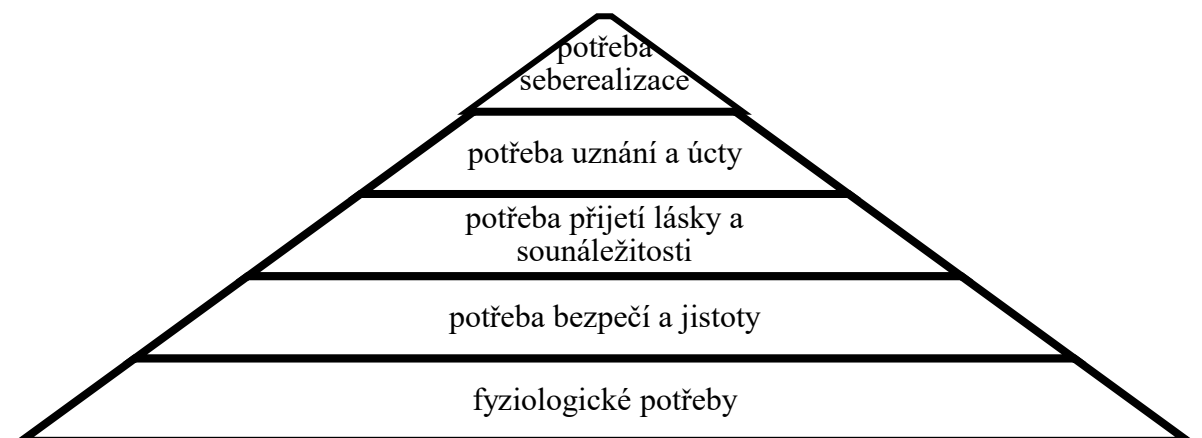 potřeba
seberealizace
potřeba uznání a úcty
potřeba přijetí lásky a
sounáležitosti
potřeba bezpečí a jistoty
fyziologické potřeby